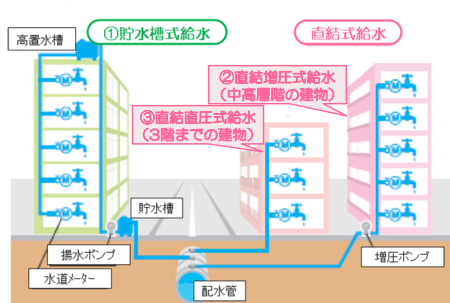 ①貯水槽式給水
直結式給水
高置水槽
②直結増圧式給水
(中高層階の建物)
③直結直圧式給水
(3階までの建物)
M
M
M
M
M
M
M
M
M
M
M
M
M
貯水槽
揚水ポンプ
水道メーター
配水管
増圧ポンプ